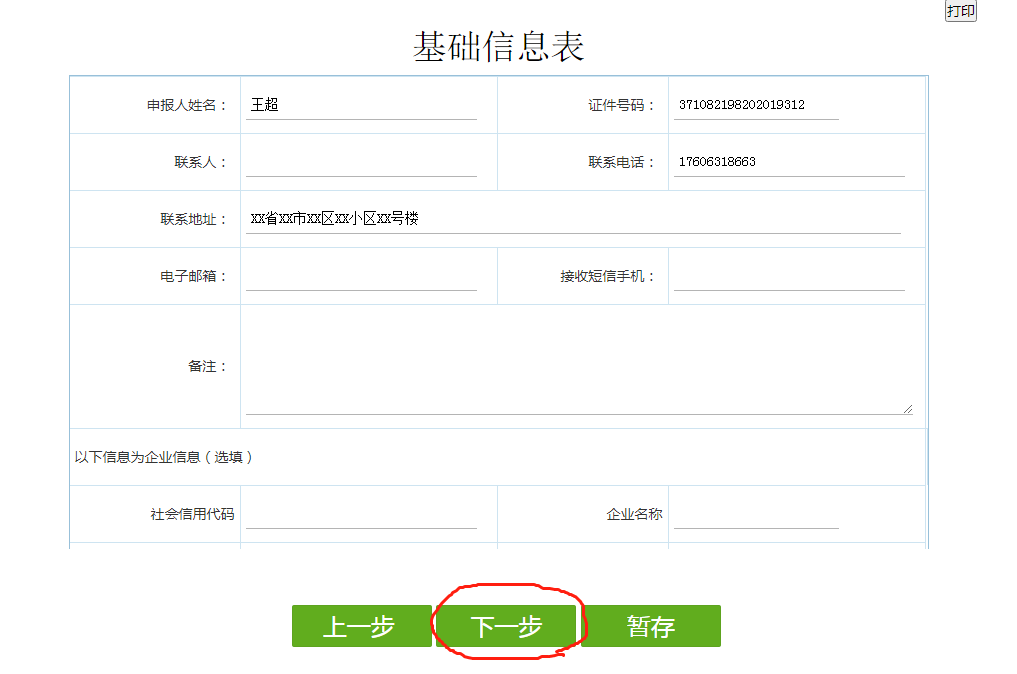 打印
基础信息表
申报人姓名： 王超 证件号码： 371082198202019312
联系人： 联系电话： 17606318663
联系地址： XX省XX市XX区XX小区XX号楼
电子邮箱： 接收短信手机：
备注：
以下信息为企业信息（选填）
社会信用代码 企业名称
上一步 下一步 暂存